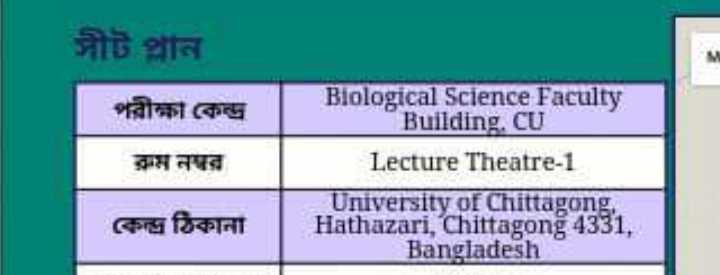 সীট প্লান
পরীক্ষা কেন্দ্র
Biological Science Faculty
Building, CU
রুম নম্বর
Lecture Theatre-1
কেন্দ্র ঠিকানা
University of Chittagong,
Hathazari, Chittagong 4331,
Bangladesh
M